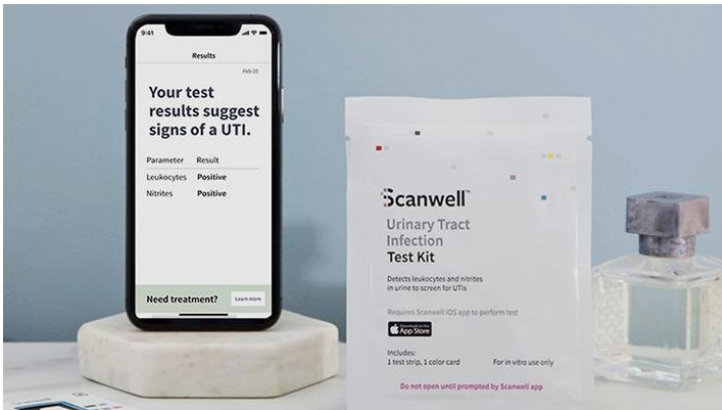 9:41
Results
Feb 20
Your test
results suggest
signs of a UTI.
Parameter Result
Leukocytes Positive
Nitrites Positive
Need treatment? Learn more
Scanwell™
Urinary Tract
Infection
Test Kit
Detects leukocytes and nitrites
in urine to screen for UTIs
Requires Scanwell iOS app to perform test
Download on the
App Store
Includes:
1 test strip, 1 color card For in vitro use only
Do not open until prompted by Scanwell app